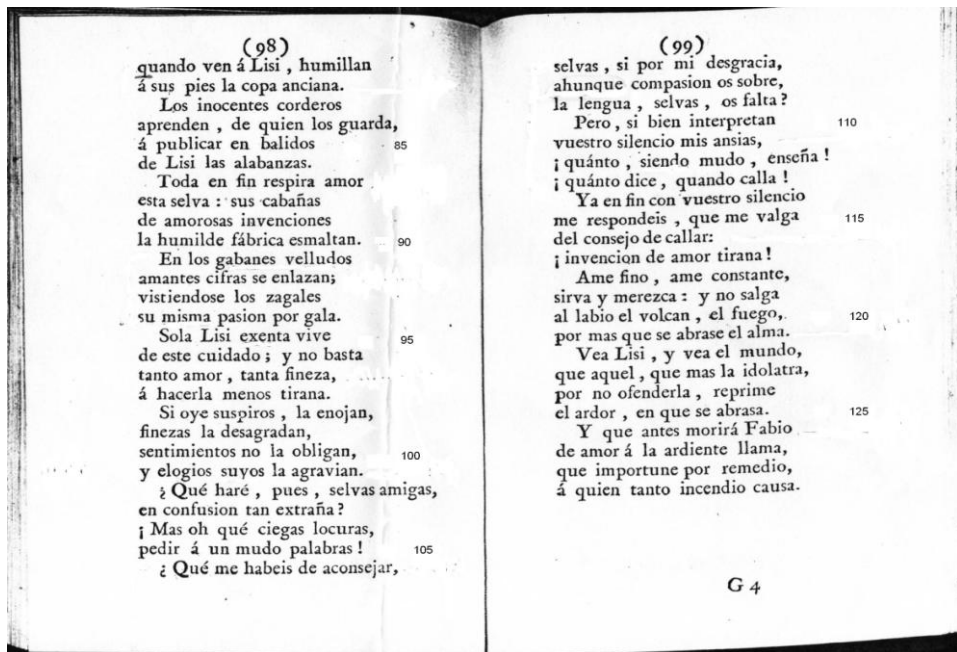 (98)
quando ven á Lisi , humillan
á sus pies la copa anciana.
Los inocentes corderos
aprenden , de quien los guarda,
á publicar en balidos 85
de Lisi las alabanzas.
Toda en fin respira amor
esta selva : sus cabañas
de amorosas invenciones
la humilde fábrica esmaltan. 90
En los gabanes velludos
amantes cifras se enlazan;
vistiendose los zagales
su misma pasion por gala.
Sola Lisi exenta vive 95
de este cuidado ; y no basta
tanto amor , tanta fineza,
á hacerla menos tirana.
Si oye suspiros , la enojan,
finezas la desagradan,
sentimientos no la obligan, 100
y elogios suyos la agravian.
¿ Qué haré , pues , selvas amigas,
en confusion tan extraña ?
¡ Mas oh qué ciegas locuras,
pedir á un mudo palabras ! 105
¿ Qué me habeis de aconsejar,
(99)
selvas , si por mi desgracia,
ahunque compasion os sobre,
la lengua , selvas , os falta ?
Pero , si bien interpretan 110
vuestro silencio mis ansias,
¡ quánto , siendo mudo , enseña !
¡ quánto dice , quando calla !
Ya en fin con vuestro silencio
me respondeis , que me valga 115
del consejo de callar:
¡ invencion de amor tirana !
Ame fino , ame constante,
sirva y merezca : y no salga
al labio el volcan , el fuego, 120
por mas que se abrase el alma.
Vea Lisi , y vea el mundo,
que aquel , que mas la idolatra,
por no ofenderla , reprime
el ardor , en que se abrasa. 125
Y que antes morirá Fabio
de amor á la ardiente llama,
que importune por remedio,
á quien tanto incendio causa.
G 4